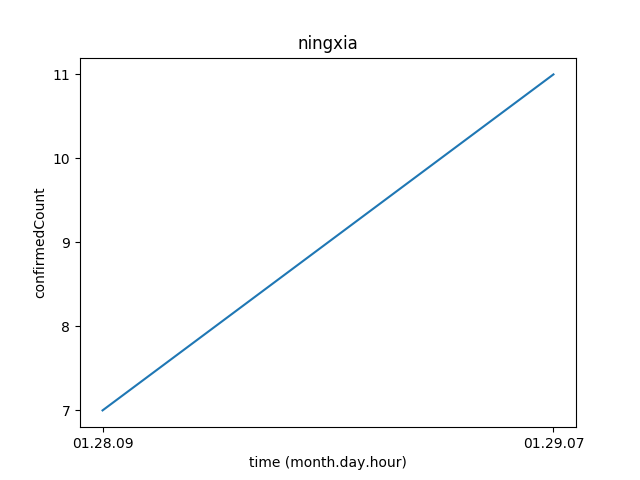 ningxia
11
10
9
8
7
confirmedCount
01.28.09
01.29.07
time (month.day.hour)